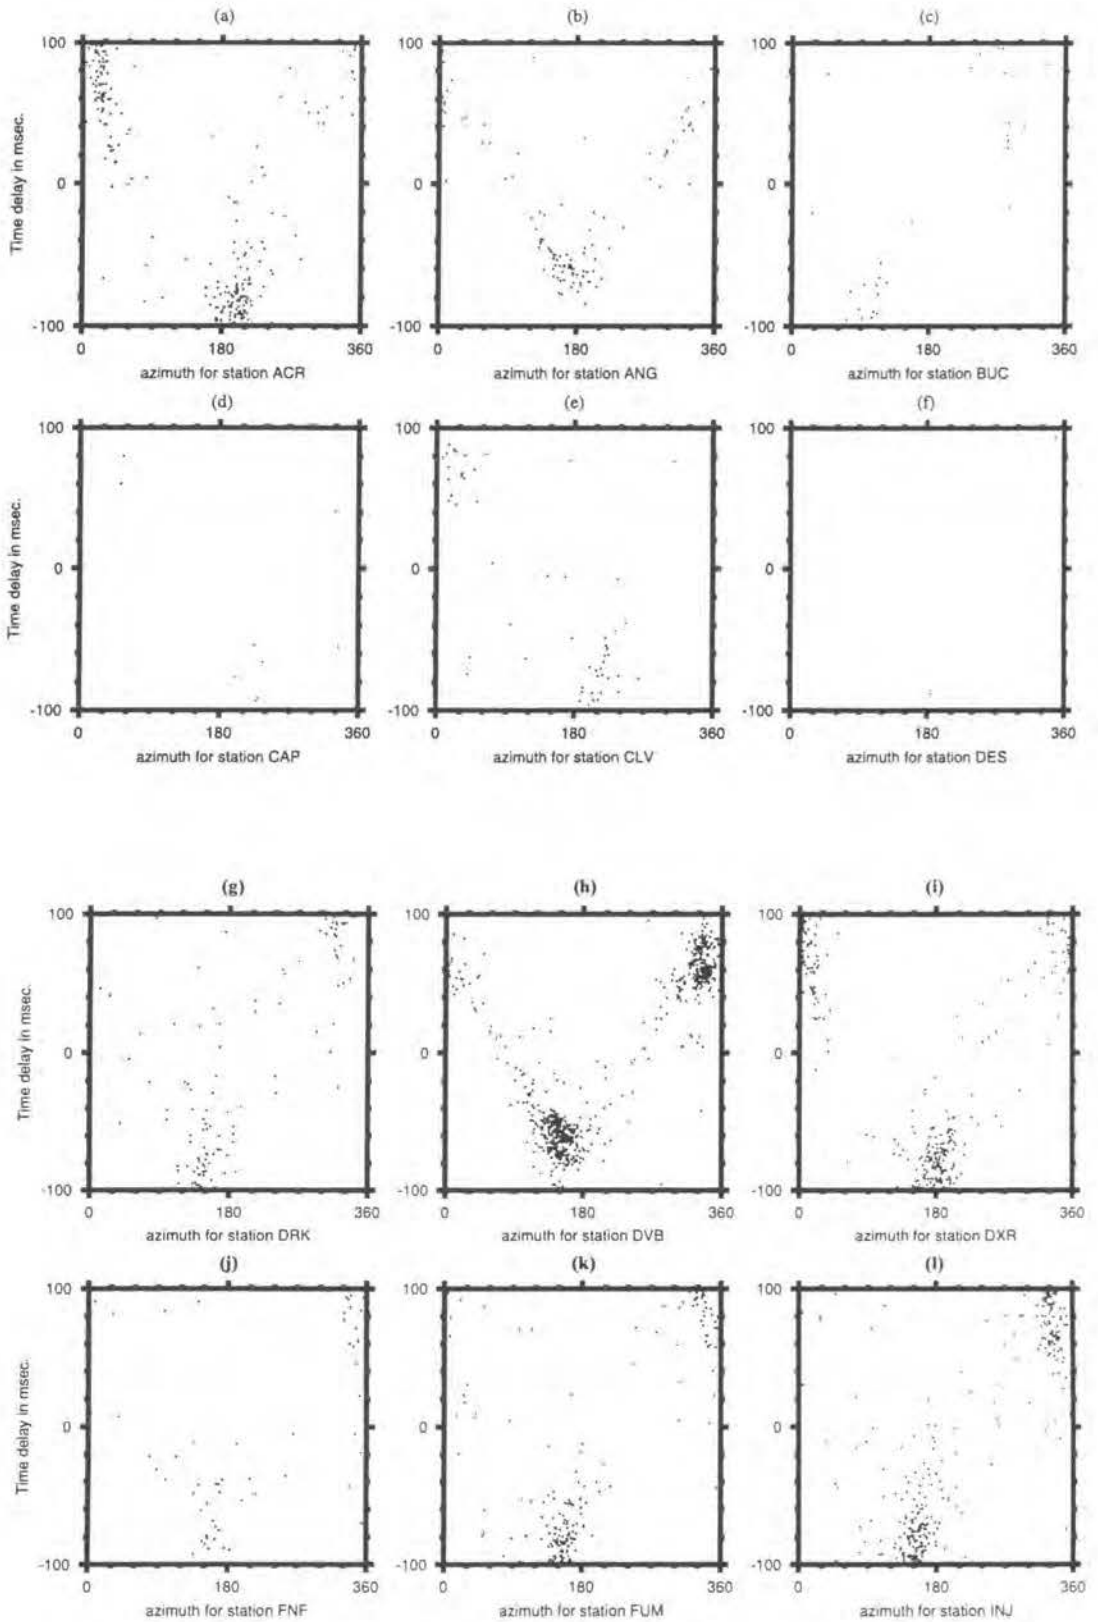 (a) (b) (c)
100 100 100
Time delay in msec.
0 0 0
-100 -100 -100
0 180 360 0 180 360 0 180 360
azimuth for station ACR azimuth for station ANG azimuth for station BUC
(d) (e) (f)
100 100 100
Time delay in msec.
0 0 0
-100 -100 -100
0 180 360 0 180 360 0 180 360
azimuth for station CAP azimuth for station CLV azimuth for station DES
(g) (h) (i)
100 100 100
Time delay in msec.
0 0 0
-100 -100 -100
0 180 360 0 180 360 0 180 360
azimuth for station DRK azimuth for station DVB azimuth for station DXR
(j) (k) (l)
100 100 100
Time delay in msec.
0 0 0
-100 -100 -100
0 180 360 0 180 360 0 180 360
azimuth for station FNF azimuth for station FUM azimuth for station INJ